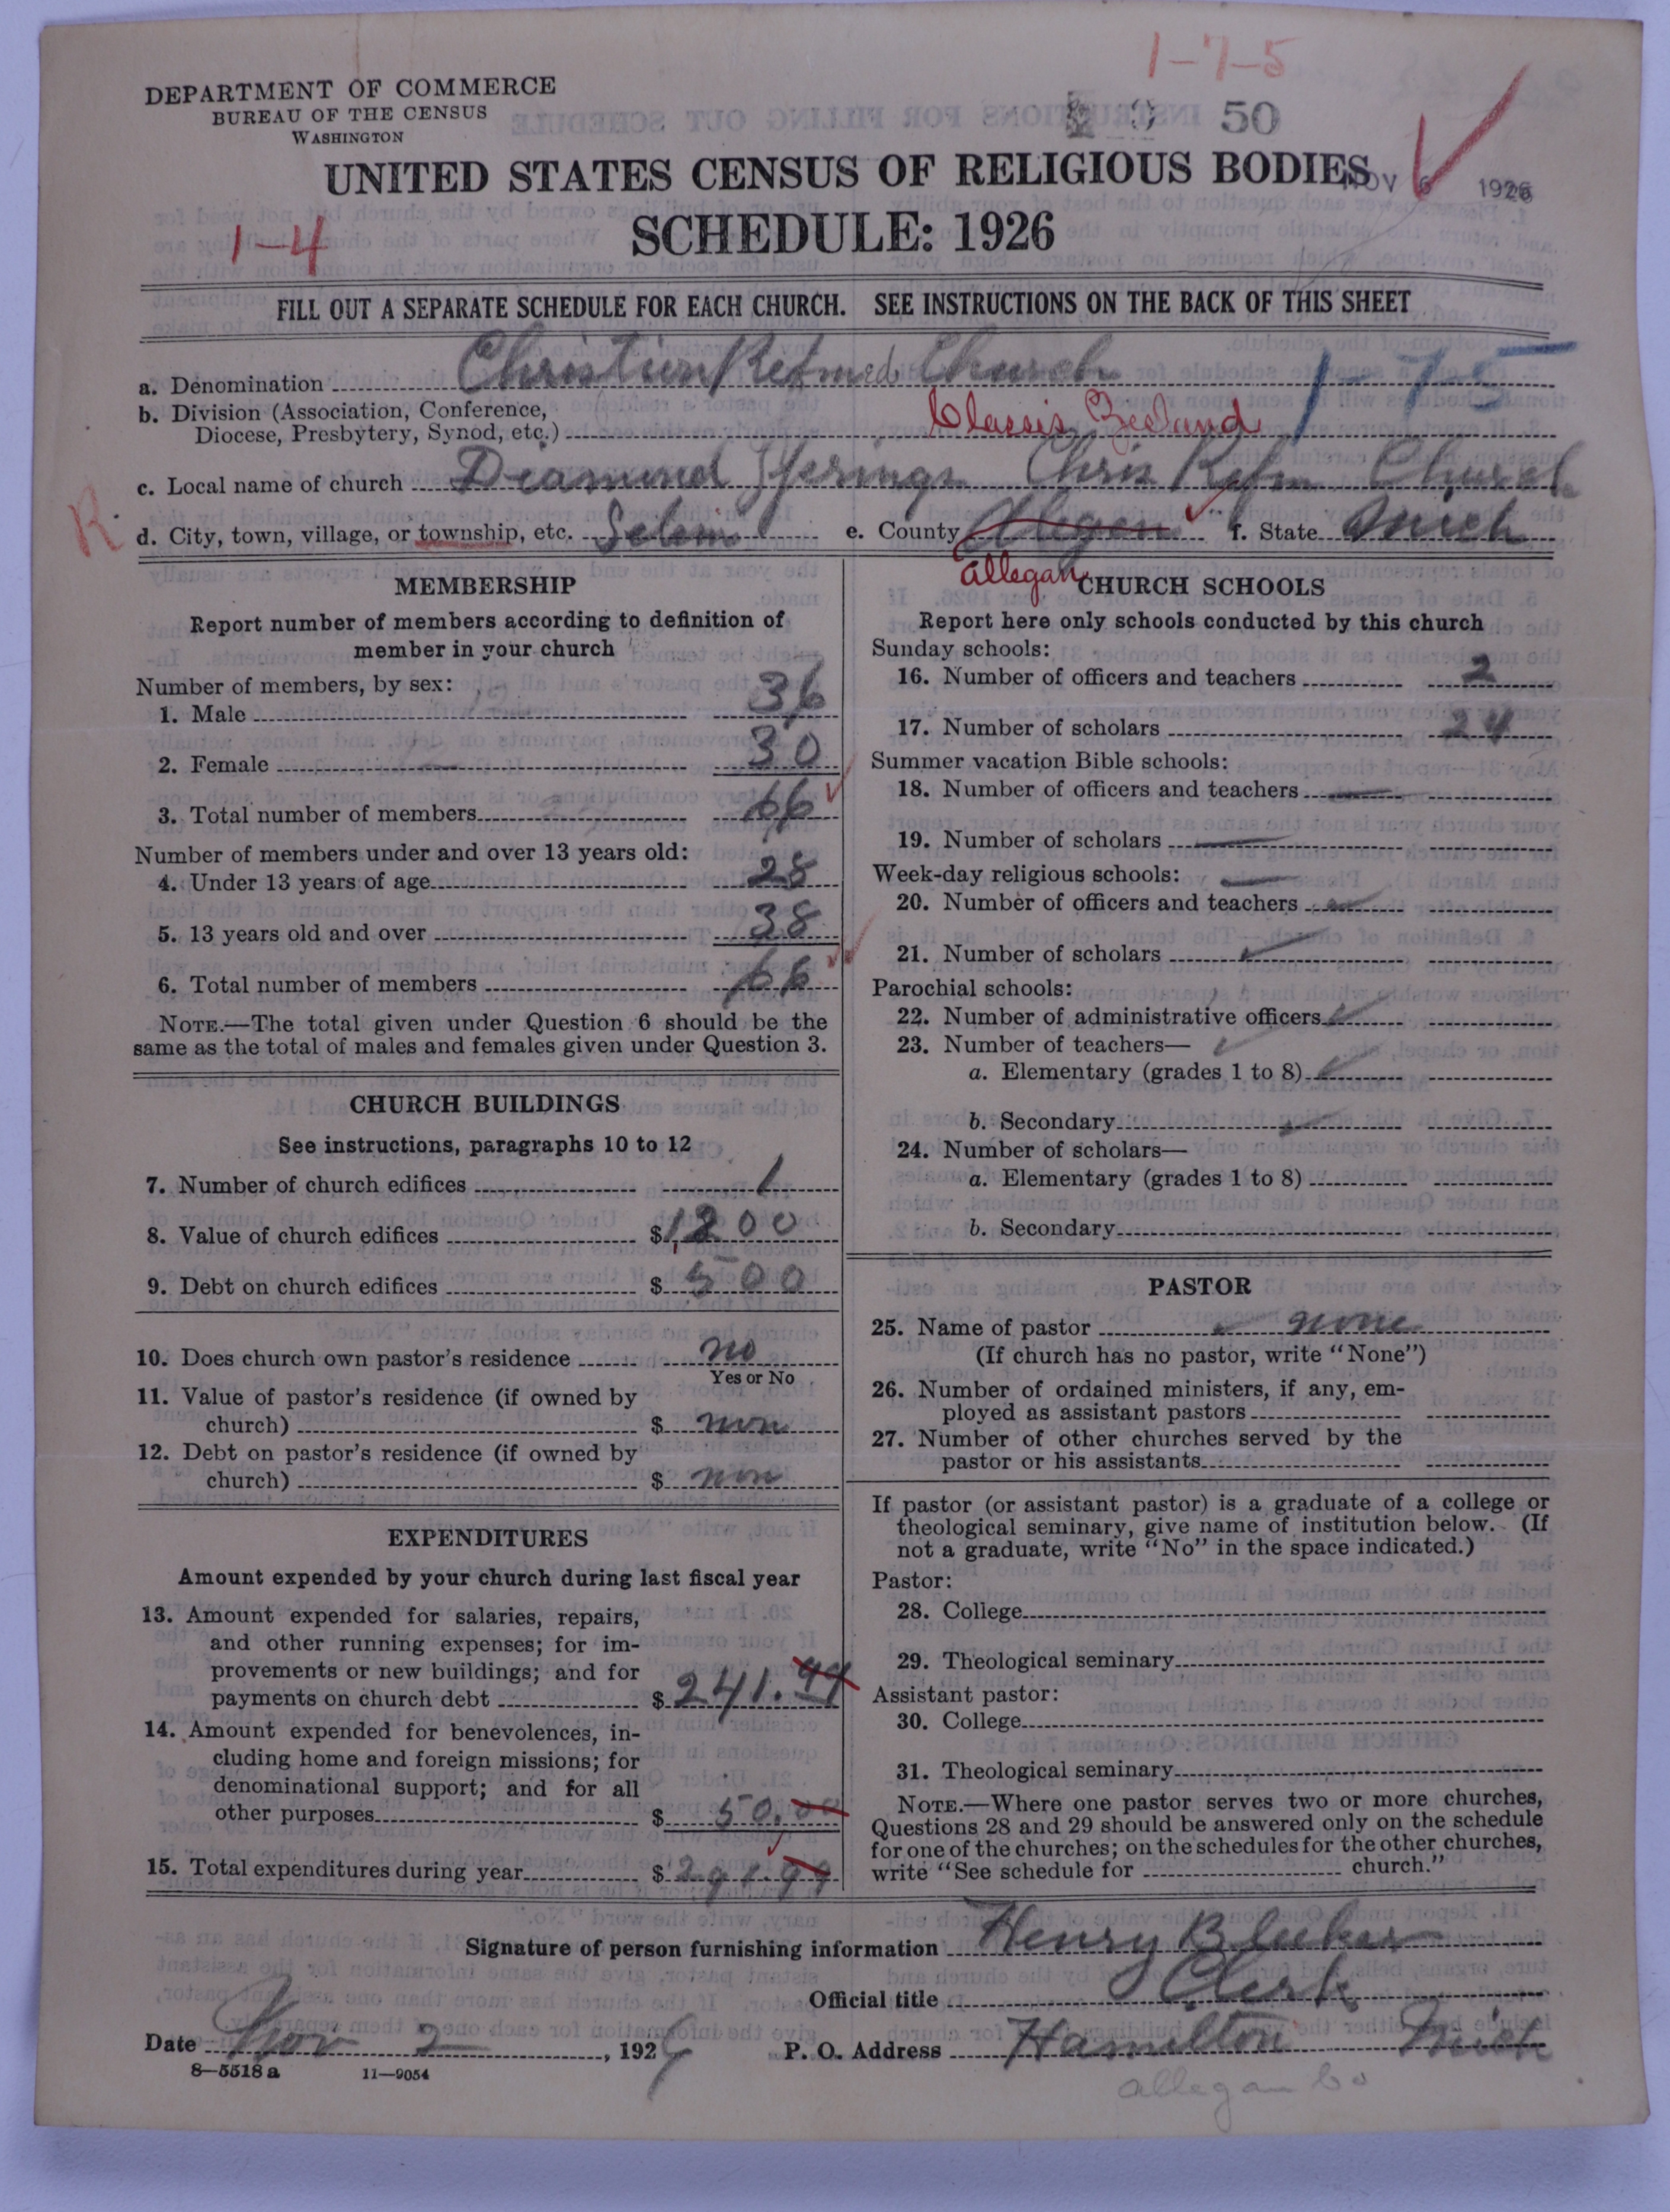 1-7-5
DEPARTMENT OF COMMERCE
BUREAU OF THE CENSUS
WASHINGTON
50
UNITED STATES CENSUS OF RELIGIOUS BODIES
NOV 6 1926
1-4
SCHEDULE: 1926
FILL OUT A SEPARATE SCHEDULE FOR EACH CHURCH. SEE INSTRUCTIONS ON THE BACK OF THIS SHEET
a. Denomination Christian Refmed Church
1-75
b. Division (Association, Conference,
Diocese, Presbytery, Synod, etc.) Classis Zeeland
c. Local name of church Diamond Springs Chris Refm Church
R
d. City, town, village, or township, etc. Salem e. County Alegan f. State Mich
Allegan
MEMBERSHIP
Report number of members according to definition of
member in your church
Number of members, by sex:
1. Male 36
2. Female 30
3. Total number of members 66
Number of members under and over 13 years old:
4. Under 13 years of age 28
5. 13 years old and over 38
6. Total number of members 66
NOTE.—The total given under Question 6 should be the
same as the total of males and females given under Question 3.
CHURCH BUILDINGS
See instructions, paragraphs 10 to 12
7. Number of church edifices 1
8. Value of church edifices $1,200
9. Debt on church edifices $ 500
10. Does church own pastor's residence no
Yes or No
11. Value of pastor's residence (if owned by
church) $ non
12. Debt on pastor's residence (if owned by
church) $ non
EXPENDITURES
Amount expended by your church during last fiscal year
13. Amount expended for salaries, repairs,
and other running expenses; for im-
provements or new buildings; and for
payments on church debt $ 241.99
14. Amount expended for benevolences, in-
cluding home and foreign missions; for
denominational support; and for all
other purposes $ 50.00
15. Total expenditures during year $ 291.99
CHURCH SCHOOLS
Report here only schools conducted by this church
Sunday schools:
16. Number of officers and teachers 2
17. Number of scholars 24
Summer vacation Bible schools:
18. Number of officers and teachers
19. Number of scholars
Week-day religious schools:
20. Number of officers and teachers
21. Number of scholars
Parochial schools:
22. Number of administrative officers
23. Number of teachers—
a. Elementary (grades 1 to 8)
b. Secondary
24. Number of scholars—
a. Elementary (grades 1 to 8)
b. Secondary
PASTOR
25. Name of pastor none
(If church has no pastor, write "None")
26. Number of ordained ministers, if any, em-
ployed as assistant pastors
27. Number of other churches served by the
pastor or his assistants
If pastor (or assistant pastor) is a graduate of a college or
theological seminary, give name of institution below. (If
not a graduate, write "No" in the space indicated.)
Pastor:
28. College
29. Theological seminary
Assistant pastor:
30. College
31. Theological seminary
NOTE.—Where one pastor serves two or more churches,
Questions 28 and 29 should be answered only on the schedule
for one of the churches; on the schedules for the other churches,
write "See schedule for church."
Signature of person furnishing information Henry Bleeker
Official title Clerk
Date Nov 2, 1926 P. O. Address Hamilton Mich
8—5518 a 11—9054
allegan Co